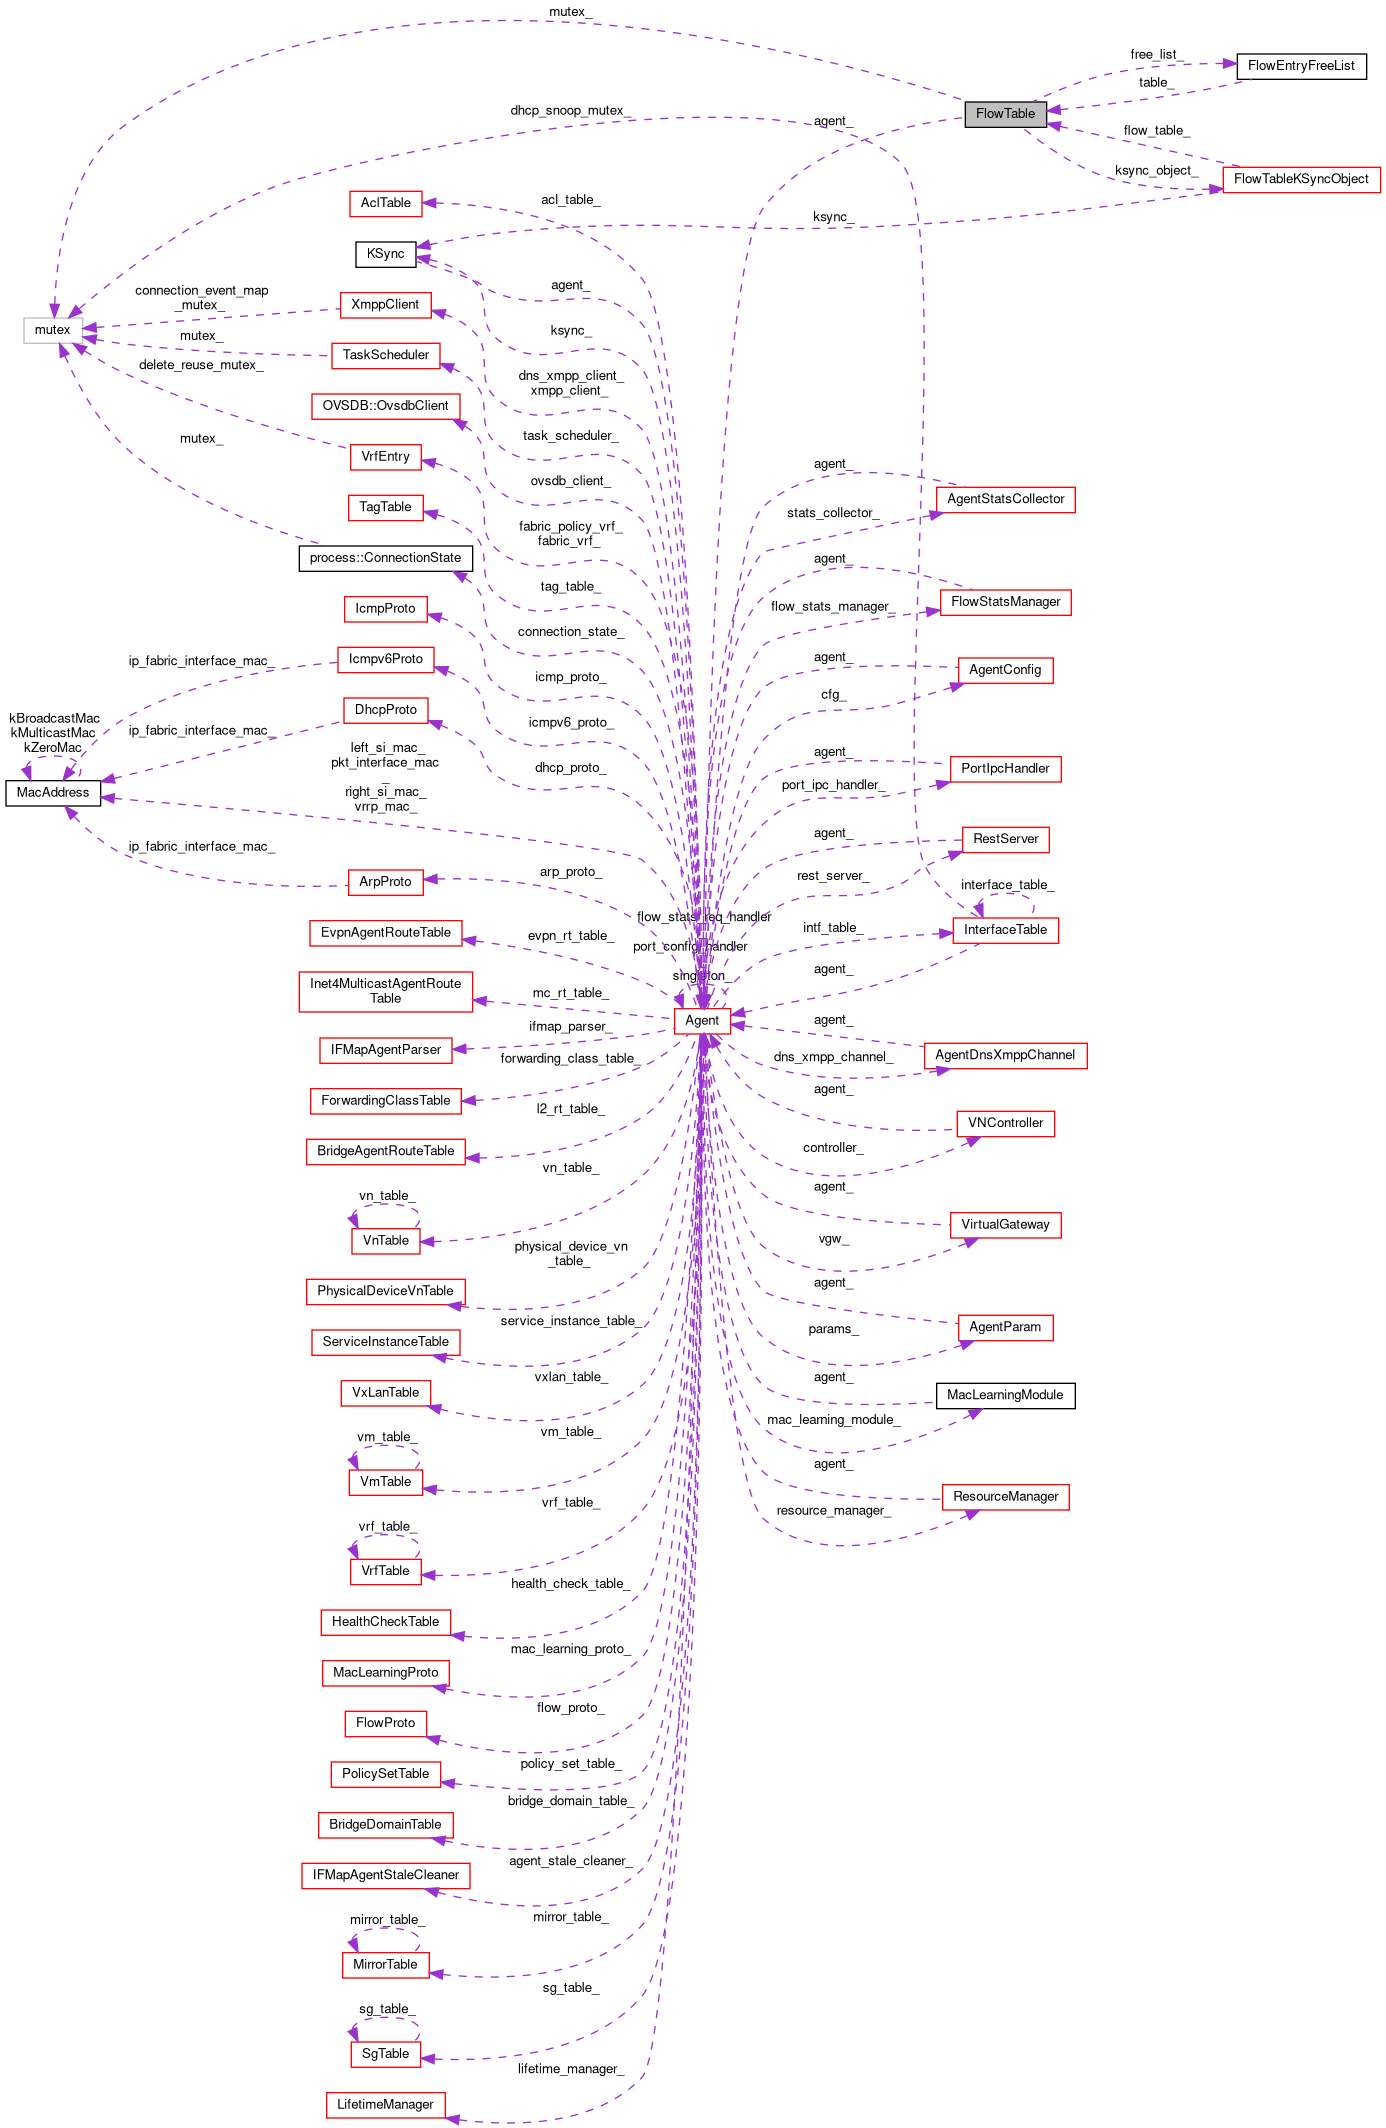 mutex_
free_list_
FlowEntryFreeList
table_
dhcp_snoop_mutex_
agent_
FlowTable
flow_table_
ksync_object_
FlowTableKSyncObject
AclTable
acl_table_
ksync_
KSync
agent_
connection_event_map
_mutex_
XmppClient
ksync_
mutex
mutex_
TaskScheduler
delete_reuse_mutex_
dns_xmpp_client_
xmpp_client_
OVSDB::OvsdbClient
task_scheduler_
mutex_
VrfEntry
agent_
ovsdb_client_
AgentStatsCollector
TagTable
stats_collector_
fabric_policy_vrf_
fabric_vrf_
process::ConnectionState
agent_
tag_table_
IcmpProto
flow_stats_manager_
FlowStatsManager
connection_state_
ip_fabric_interface_mac_
Icmpv6Proto
agent_
AgentConfig
icmp_proto_
cfg_
kBroadcastMac
kMulticastMac
kZeroMac
DhcpProto
icmpv6_proto_
ip_fabric_interface_mac_
left_si_mac_
pkt_interface_mac
_
right_si_mac_
vrrp_mac_
agent_
dhcp_proto_
PortIpcHandler
MacAddress
port_ipc_handler_
agent_
RestServer
ip_fabric_interface_mac_
ArpProto
arp_proto_
rest_server_
interface_table_
flow_stats_req_handler
_
port_config_handler
_
singleton_
EvpnAgentRouteTable
evpn_rt_table_
intf_table_
InterfaceTable
agent_
Inet4MulticastAgentRoute
Table
mc_rt_table_
Agent
agent_
ifmap_parser_
IFMapAgentParser
forwarding_class_table_
dns_xmpp_channel_
AgentDnsXmppChannel
agent_
ForwardingClassTable
l2_rt_table_
VNController
BridgeAgentRouteTable
controller_
vn_table_
agent_
vn_table_
VnTable
VirtualGateway
vgw_
physical_device_vn
_table_
PhysicalDeviceVnTable
agent_
service_instance_table_
params_
AgentParam
ServiceInstanceTable
vxlan_table_
agent_
VxLanTable
MacLearningModule
mac_learning_module_
vm_table_
vm_table_
VmTable
agent_
ResourceManager
vrf_table_
resource_manager_
vrf_table_
VrfTable
health_check_table_
HealthCheckTable
mac_learning_proto_
MacLearningProto
flow_proto_
FlowProto
policy_set_table_
PolicySetTable
bridge_domain_table_
BridgeDomainTable
agent_stale_cleaner_
IFMapAgentStaleCleaner
mirror_table_
mirror_table_
MirrorTable
sg_table_
sg_table_
SgTable
lifetime_manager_
LifetimeManager